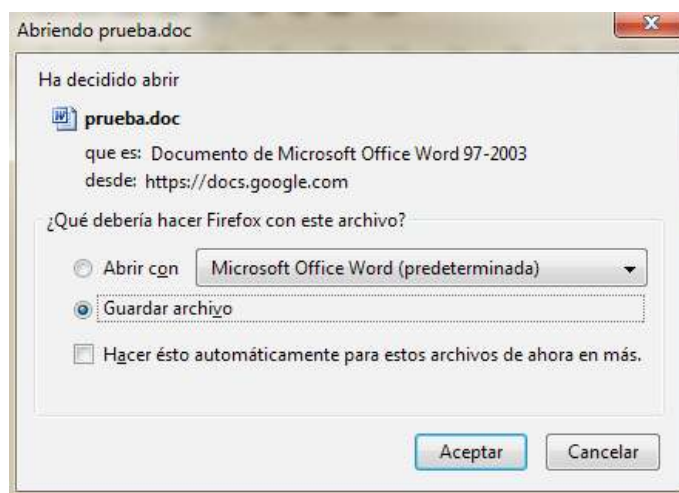 Abriendo prueba.doc
Ha decidido abrir
prueba.doc
que es: Documento de Microsoft Office Word 97-2003
desde: https://docs.google.com
¿Qué debería hacer Firefox con este archivo?
Abrir con Microsoft Office Word (predeterminada)
Guardar archivo
Hacer ésto automáticamente para estos archivos de ahora en más.
Aceptar Cancelar